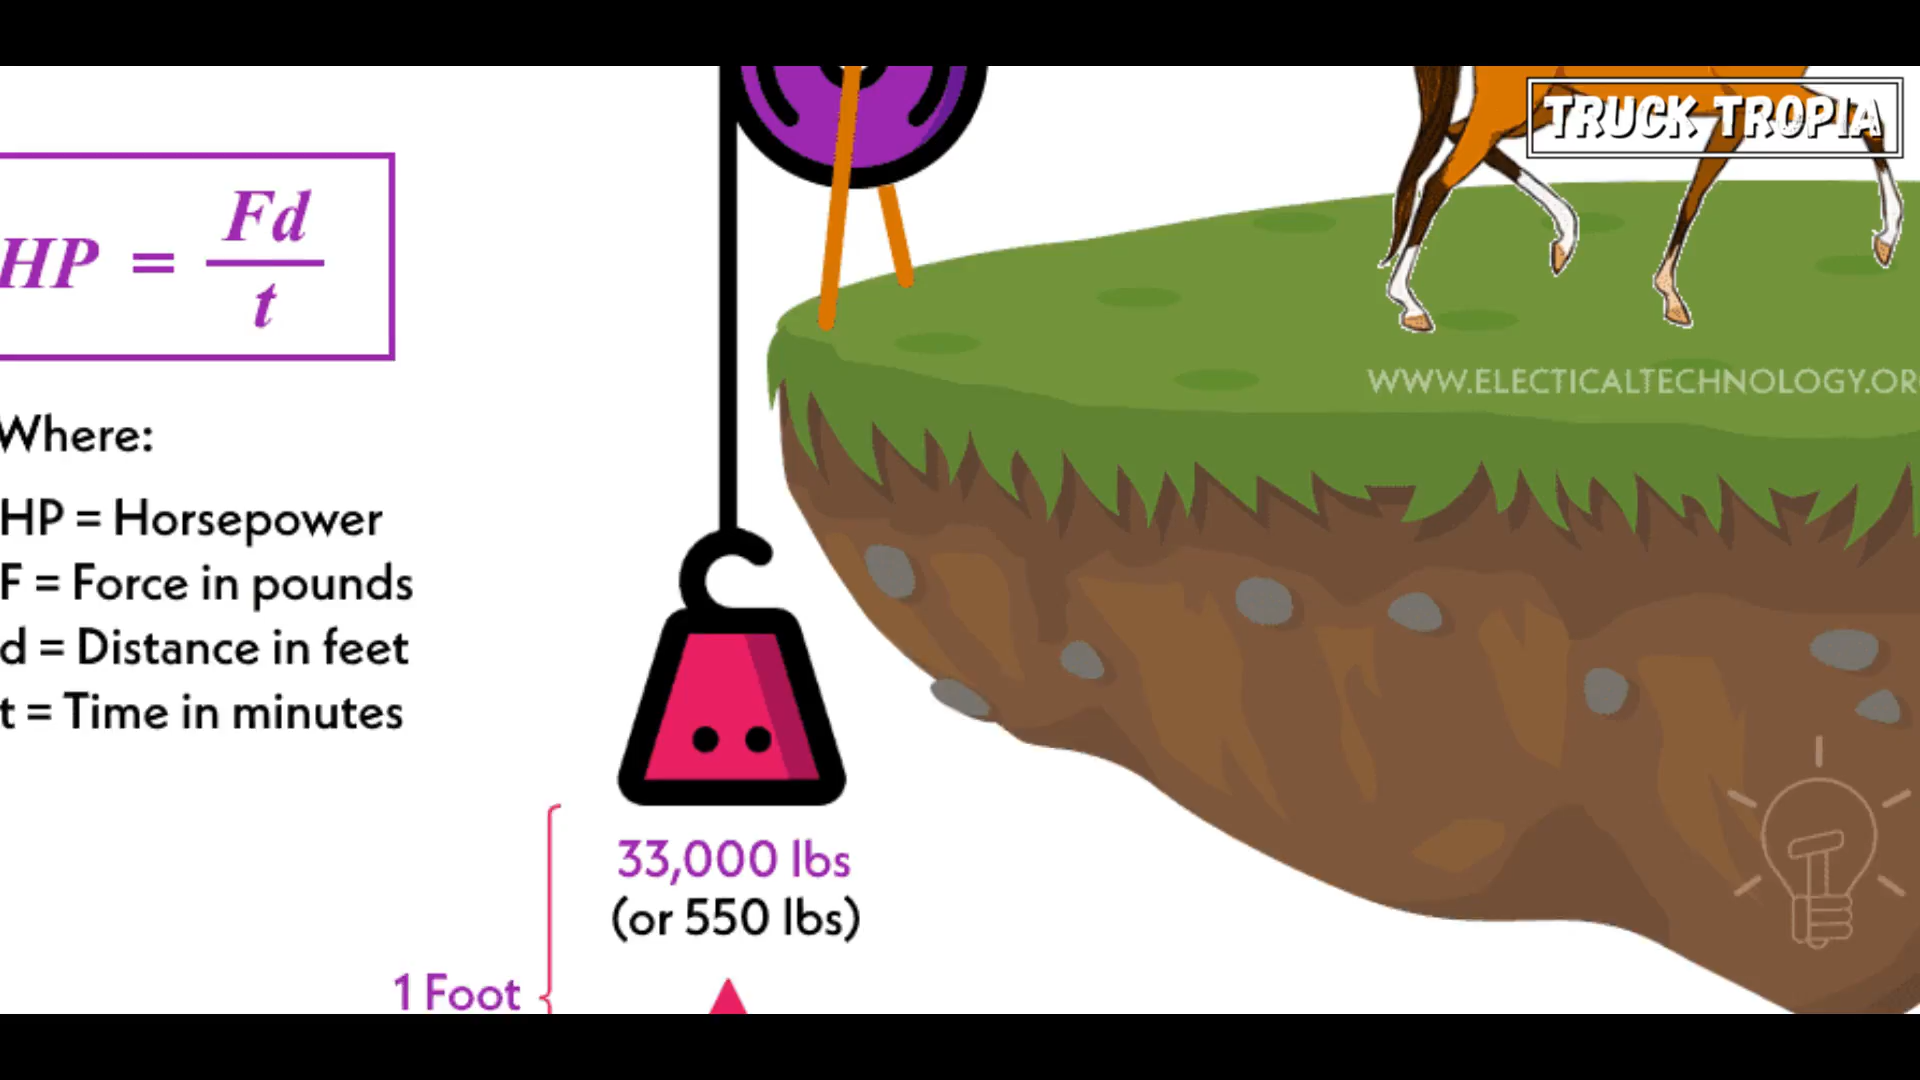 TRUCK TROPIA
HP = Fd
t
Where:
HP = Horsepower
F = Force in pounds
d = Distance in feet
t = Time in minutes
WWW.ELECTICALTECHNOLOGY.OR
33,000 lbs
(or 550 lbs)
1 Foot